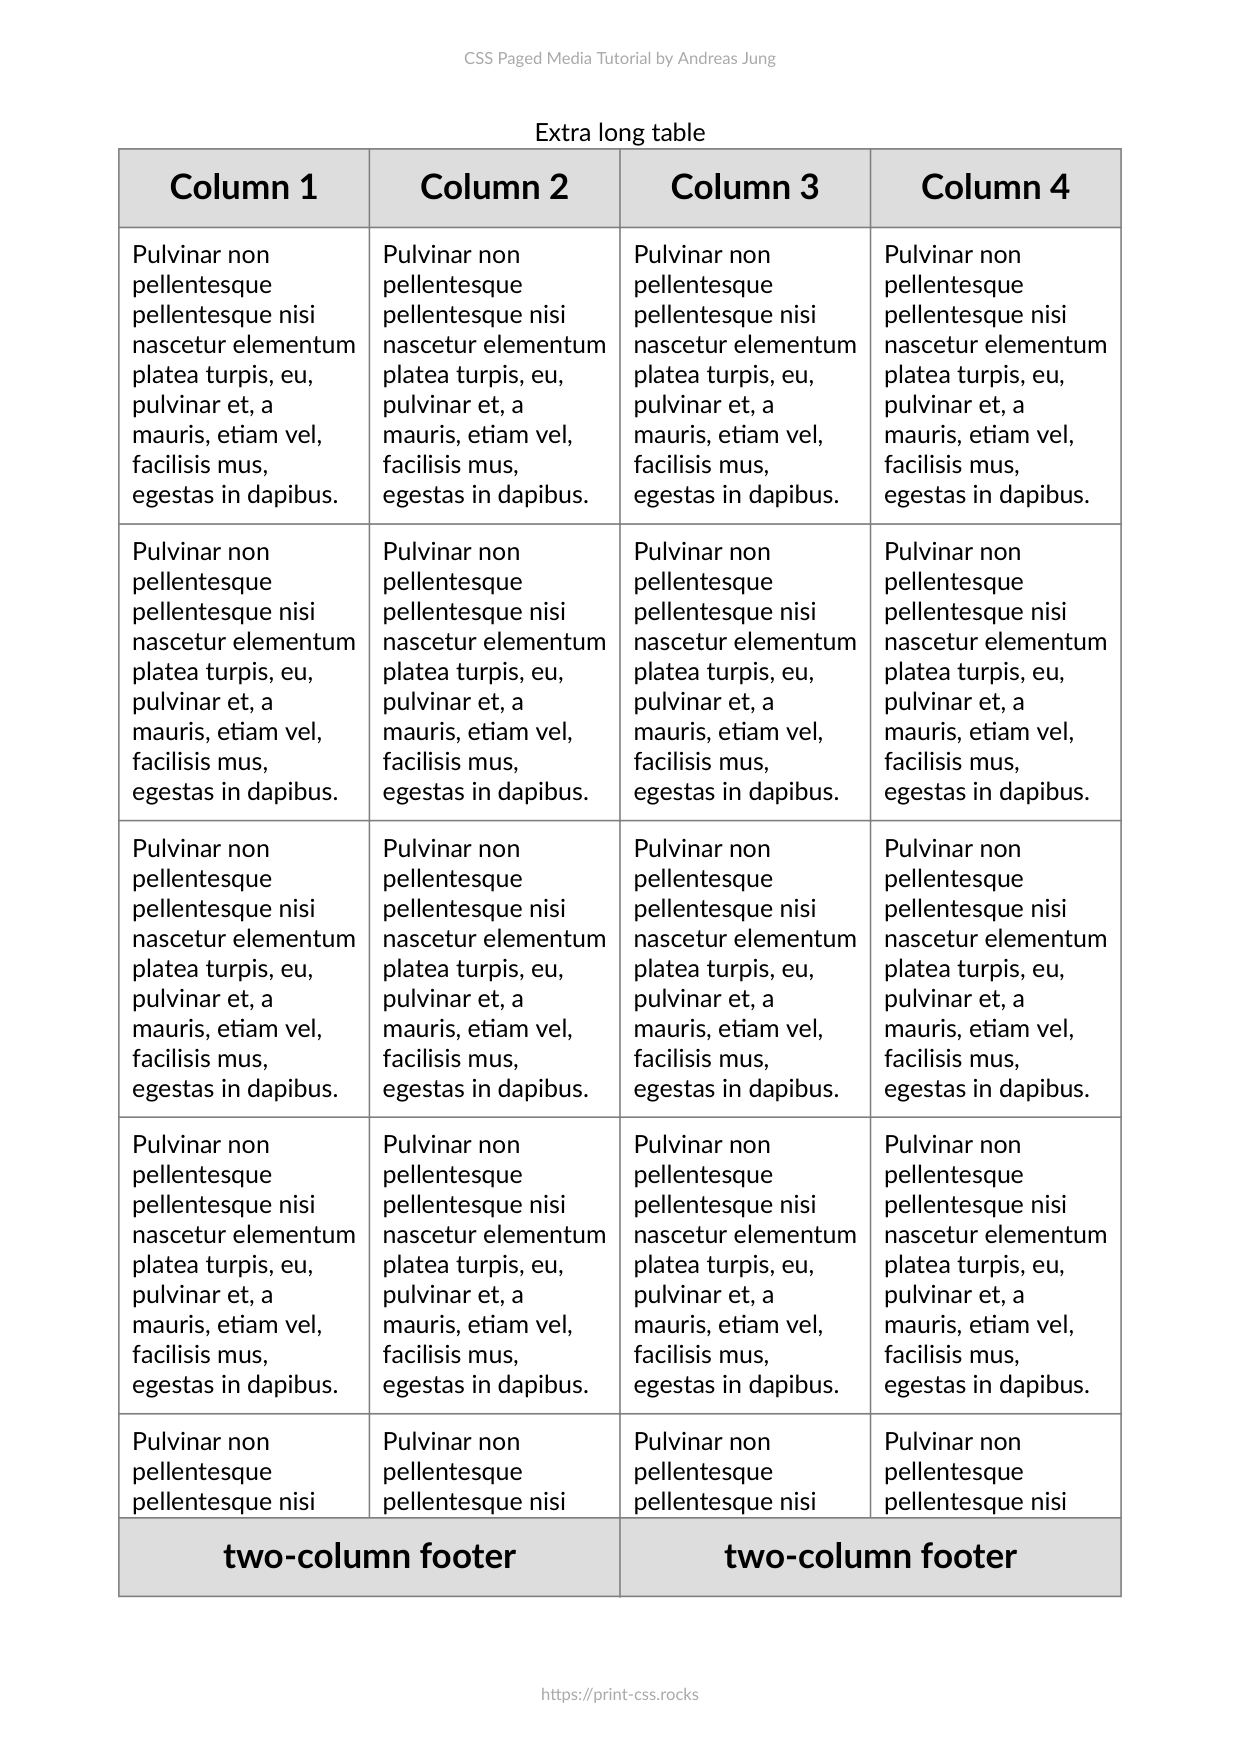 CSS Paged Media Tutorial by Andreas Jung
Extra long table
Column 1 Column 2 Column 3 Column 4
Pulvinar non Pulvinar non Pulvinar non Pulvinar non
pellentesque pellentesque pellentesque pellentesque
pellentesque nisi pellentesque nisi pellentesque nisi pellentesque nisi
nascetur elementum nascetur elementum nascetur elementum nascetur elementum
platea turpis, eu, platea turpis, eu, platea turpis, eu, platea turpis, eu,
pulvinar et, a pulvinar et, a pulvinar et, a pulvinar et, a
mauris, etiam vel, mauris, etiam vel, mauris, etiam vel, mauris, etiam vel,
facilisis mus, facilisis mus, facilisis mus, facilisis mus,
egestas in dapibus. egestas in dapibus. egestas in dapibus. egestas in dapibus.
Pulvinar non Pulvinar non Pulvinar non Pulvinar non
pellentesque pellentesque pellentesque pellentesque
pellentesque nisi pellentesque nisi pellentesque nisi pellentesque nisi
nascetur elementum nascetur elementum nascetur elementum nascetur elementum
platea turpis, eu, platea turpis, eu, platea turpis, eu, platea turpis, eu,
pulvinar et, a pulvinar et, a pulvinar et, a pulvinar et, a
mauris, etiam vel, mauris, etiam vel, mauris, etiam vel, mauris, etiam vel,
facilisis mus, facilisis mus, facilisis mus, facilisis mus,
egestas in dapibus. egestas in dapibus. egestas in dapibus. egestas in dapibus.
Pulvinar non Pulvinar non Pulvinar non Pulvinar non
pellentesque pellentesque pellentesque pellentesque
pellentesque nisi pellentesque nisi pellentesque nisi pellentesque nisi
nascetur elementum nascetur elementum nascetur elementum nascetur elementum
platea turpis, eu, platea turpis, eu, platea turpis, eu, platea turpis, eu,
pulvinar et, a pulvinar et, a pulvinar et, a pulvinar et, a
mauris, etiam vel, mauris, etiam vel, mauris, etiam vel, mauris, etiam vel,
facilisis mus, facilisis mus, facilisis mus, facilisis mus,
egestas in dapibus. egestas in dapibus. egestas in dapibus. egestas in dapibus.
Pulvinar non Pulvinar non Pulvinar non Pulvinar non
pellentesque pellentesque pellentesque pellentesque
pellentesque nisi pellentesque nisi pellentesque nisi pellentesque nisi
nascetur elementum nascetur elementum nascetur elementum nascetur elementum
platea turpis, eu, platea turpis, eu, platea turpis, eu, platea turpis, eu,
pulvinar et, a pulvinar et, a pulvinar et, a pulvinar et, a
mauris, etiam vel, mauris, etiam vel, mauris, etiam vel, mauris, etiam vel,
facilisis mus, facilisis mus, facilisis mus, facilisis mus,
egestas in dapibus. egestas in dapibus. egestas in dapibus. egestas in dapibus.
Pulvinar non Pulvinar non Pulvinar non Pulvinar non
pellentesque pellentesque pellentesque pellentesque
pellentesque nisi pellentesque nisi pellentesque nisi pellentesque nisi
two-column footer two-column footer
https://print-css.rocks